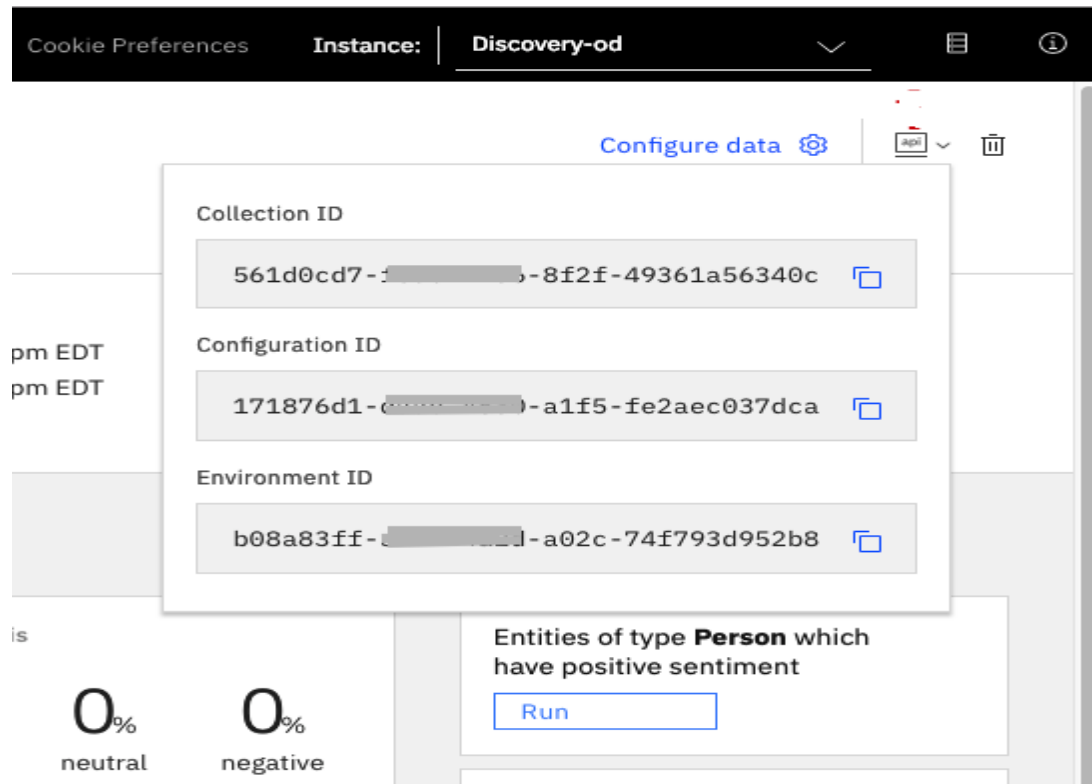 Cookie Preferences Instance: Discovery-od
Configure data api
Collection ID
561d0cd7- -8f2f-49361a56340c
pm EDT
Configuration ID
pm EDT
171876d1- -a1f5-fe2aec037dca
Environment ID
b08a83ff- -a02c-74f793d952b8
is
Entities of type Person which
have positive sentiment
0% 0%
Run
neutral negative